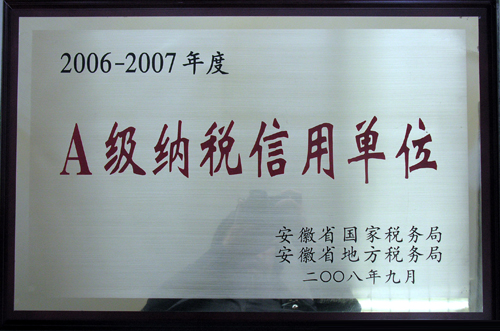 2006-2007年度
A级纳税信用单位
安徽省国家税务局
安徽省地方税务局
二〇〇八年九月